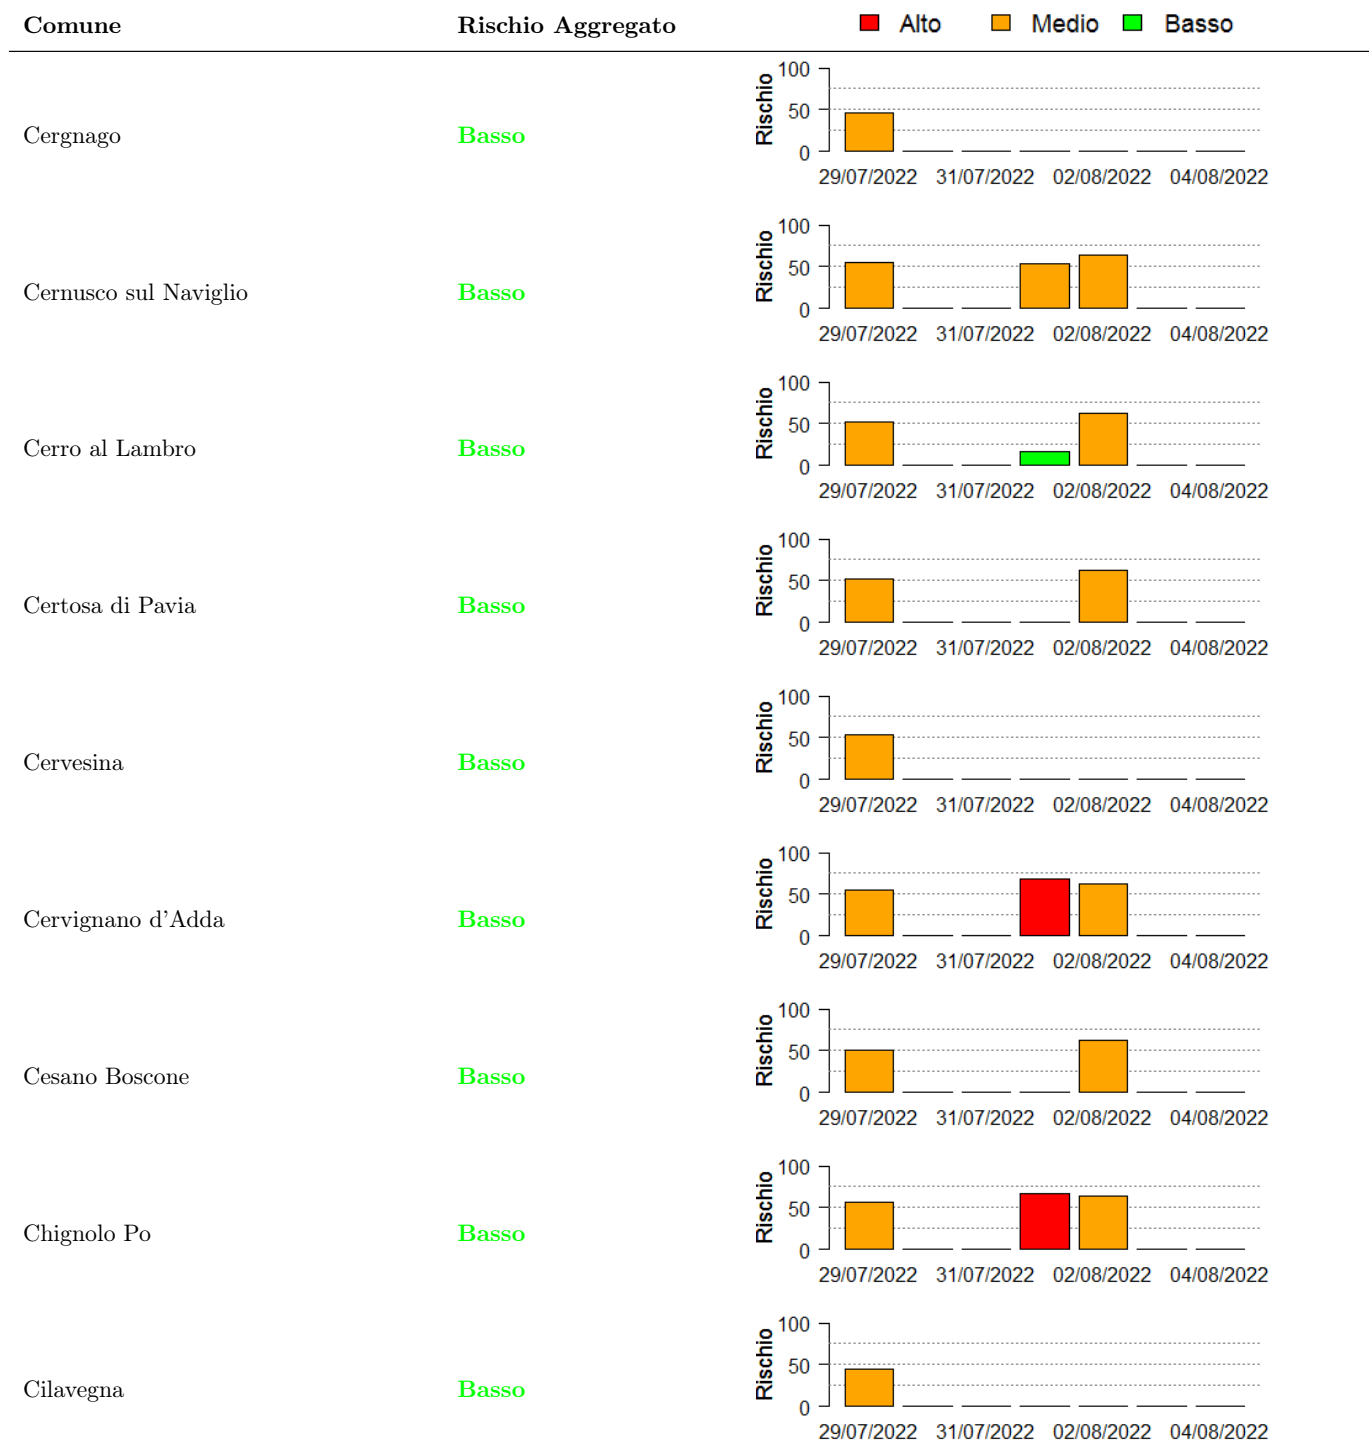 Comune Rischio Aggregato Alto Medio Basso
100
50
0
Rischio
Cergnago Basso
29/07/2022 31/07/2022 02/08/2022 04/08/2022
100
50
0
Rischio
Cernusco sul Naviglio Basso
29/07/2022 31/07/2022 02/08/2022 04/08/2022
100
50
0
Rischio
Cerro al Lambro Basso
29/07/2022 31/07/2022 02/08/2022 04/08/2022
100
50
0
Rischio
Certosa di Pavia Basso
29/07/2022 31/07/2022 02/08/2022 04/08/2022
100
50
0
Rischio
Cervesina Basso
29/07/2022 31/07/2022 02/08/2022 04/08/2022
100
50
0
Rischio
Cervignano d'Adda Basso
29/07/2022 31/07/2022 02/08/2022 04/08/2022
100
50
0
Rischio
Cesano Boscone Basso
29/07/2022 31/07/2022 02/08/2022 04/08/2022
100
50
0
Rischio
Chignolo Po Basso
29/07/2022 31/07/2022 02/08/2022 04/08/2022
100
50
0
Rischio
Cilavegna Basso
29/07/2022 31/07/2022 02/08/2022 04/08/2022